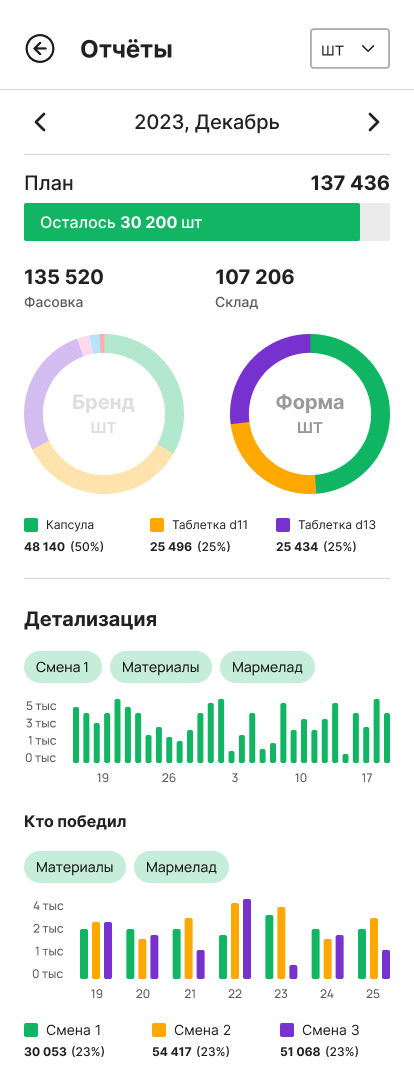 Отчёты
шт
2023, Декабрь
План 137 436
Осталось 30 200 шт
135 520 107 206
Фасовка Склад
Бренд
шт
Форма
шт
Капсула Таблетка d11 Таблетка d13
48 140 (50%) 25 496 (25%) 25 434 (25%)
Детализация
Смена 1 Материалы Мармелад
5 тыс
3 тыс
1 тыс
0 тыс
19 26 3 10 17
Кто победил
Материалы Мармелад
4 тыс
2 тыс
1 тыс
0 тыс
19 20 21 22 23 24 25
Смена 1 Смена 2 Смена 3
30 053 (23%) 54 417 (23%) 51 068 (23%)